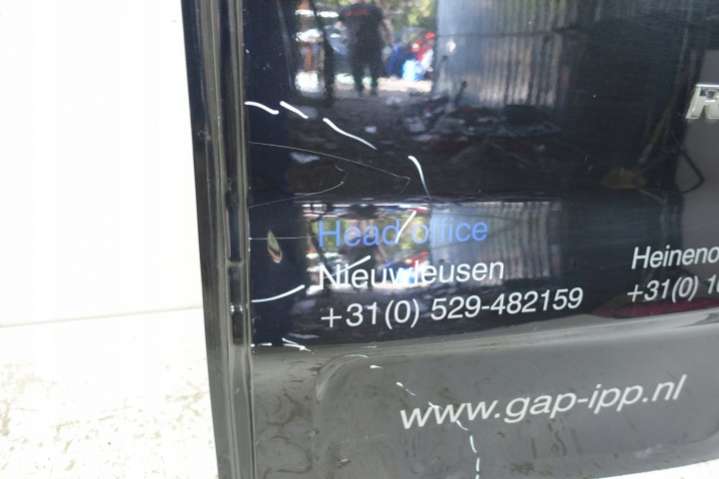 Head office
Nieuwleusen
+31(0) 529-482159
www.gap-ipp.nl